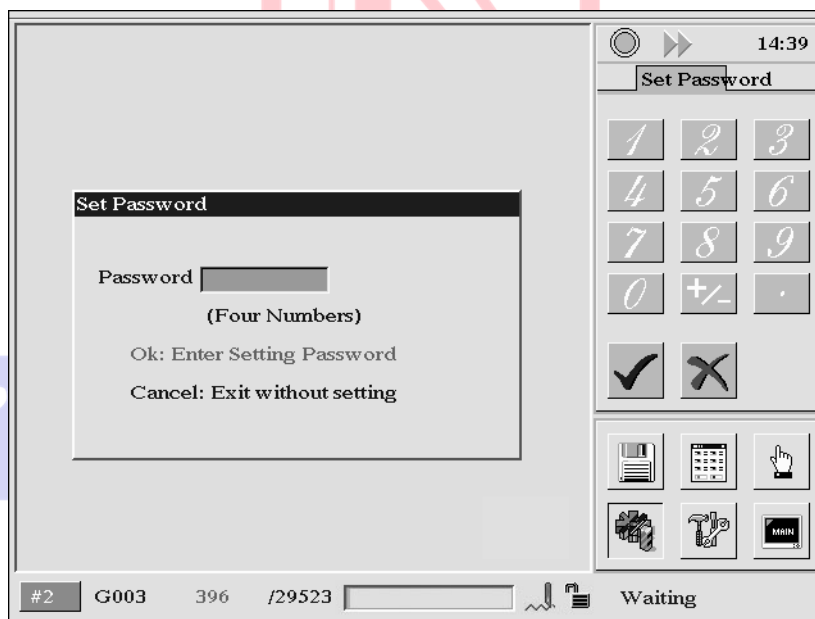 14:39
Set Password
1 2 3
4 5 6
7 8 9
0 +/- .
Set Password
Password
(Four Numbers)
Ok: Enter Setting Password
Cancel: Exit without setting
MAIN
#2 G003 396 /29523 Waiting